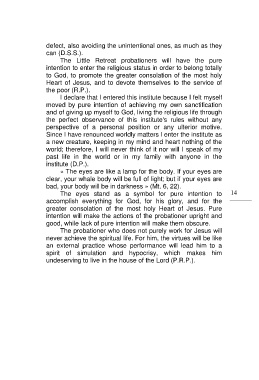 defect, also avoiding the unintentional ones, as much as they
can (D.S.S.).
The Little Retreat probationers will have the pure
intention to enter the religious status in order to belong totally
to God, to promote the greater consolation of the most holy
Heart of Jesus, and to devote themselves to the service of
the poor (R.P.).
I declare that I entered this institute because I felt myself
moved by pure intention of achieving my own sanctification
and of giving up myself to God, living the religious life through
the perfect observance of this institute's rules without any
perspective of a personal position or any ulterior motive.
Since I have renounced worldly matters I enter the institute as
a new creature, keeping in my mind and heart nothing of the
world; therefore, I will never think of it nor will I speak of my
past life in the world or in my family with anyone in the
institute (D.P.).
« The eyes are like a lamp for the body. If your eyes are
clear, your whale body will be full of light; but if your eyes are
bad, your body will be in darkness » (Mt. 6, 22).
The eyes stand as a symbol for pure intention to
accomplish everything for God, for his glory, and for the
greater consolation of the most holy Heart of Jesus. Pure
intention will make the actions of the probationer upright and
good, while lack of pure intention will make them obscure.
The probationer who does not purely work for Jesus will
never achieve the spiritual life. For him, the virtues will be like
an external practice whose performance will lead him to a
spirit of simulation and hypocrisy, which makes him
undeserving to live in the house of the Lord (P.R.P.).
14